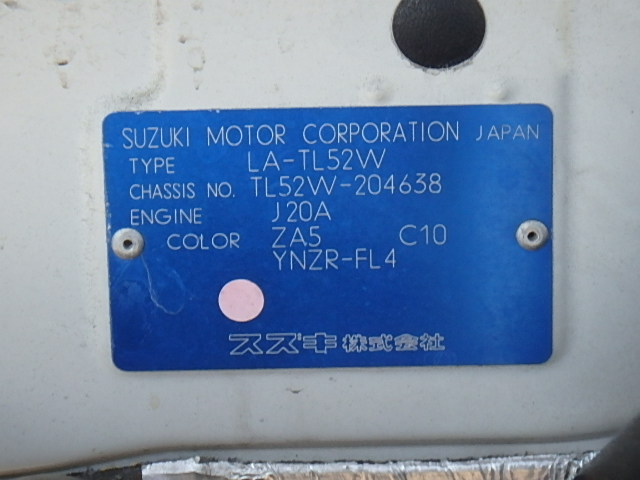 SUZUKI MOTOR CORPORATION JAPAN
TYPE LA-TL52W
CHASSIS NO. TL52W-204638
ENGINE J20A
COLOR ZA5 C10
YNZR-FL4
スズキ株式会社